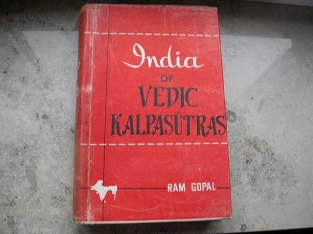 India
OF
VEDIC
KALPASŪTRAS
RAM GOPAL